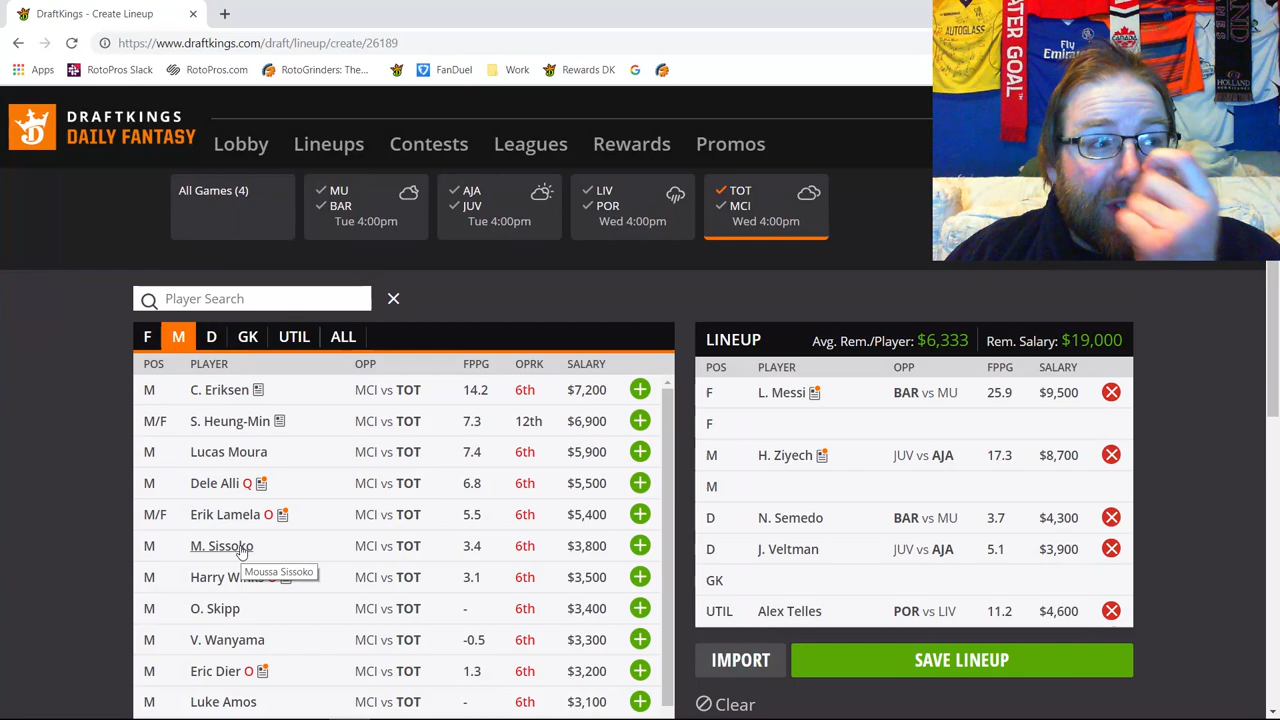 DraftKings - Create Lineup
https://www.draftkings.com/draft/lineup/create/26189
Apps RotoPros Slack RotoPros.com RotoGrinders: The... FanDuel Work Rewards DK
DRAFTKINGS
DAILY FANTASY
Lobby Lineups Contests Leagues Rewards Promos
All Games (4)
MU
BAR
Tue 4:00pm
AJA
JUV
Tue 4:00pm
LIV
POR
Wed 4:00pm
TOT
MCI
Wed 4:00pm
Player Search
F M D GK UTIL ALL
POS PLAYER OPP FPPG OPRK SALARY
M C. Eriksen MCI vs TOT 14.2 6th $7,200
M/F S. Heung-Min MCI vs TOT 7.3 12th $6,900
M Lucas Moura MCI vs TOT 7.4 6th $5,900
M Dele Alli Q MCI vs TOT 6.8 6th $5,500
M/F Erik Lamela O MCI vs TOT 5.5 6th $5,400
M M. Sissoko MCI vs TOT 3.4 6th $3,800
Moussa Sissoko
M Harry MCI vs TOT 3.1 6th $3,500
M O. Skipp MCI vs TOT - 6th $3,400
M V. Wanyama MCI vs TOT -0.5 6th $3,300
M Eric Dier O MCI vs TOT 1.3 6th $3,200
M Luke Amos MCI vs TOT - 6th $3,100
LINEUP Avg. Rem./Player: $6,333 Rem. Salary: $19,000
POS PLAYER OPP FPPG SALARY
F L. Messi BAR vs MU 25.9 $9,500
F
M H. Ziyech JUV vs AJA 17.3 $8,700
M
D N. Semedo BAR vs MU 3.7 $4,300
D J. Veltman JUV vs AJA 5.1 $3,900
GK
UTIL Alex Telles POR vs LIV 11.2 $4,600
IMPORT SAVE LINEUP
Clear
AUTOGLASS
ATER GOAL
Fly
Emirates
CANADA
HOLLAND